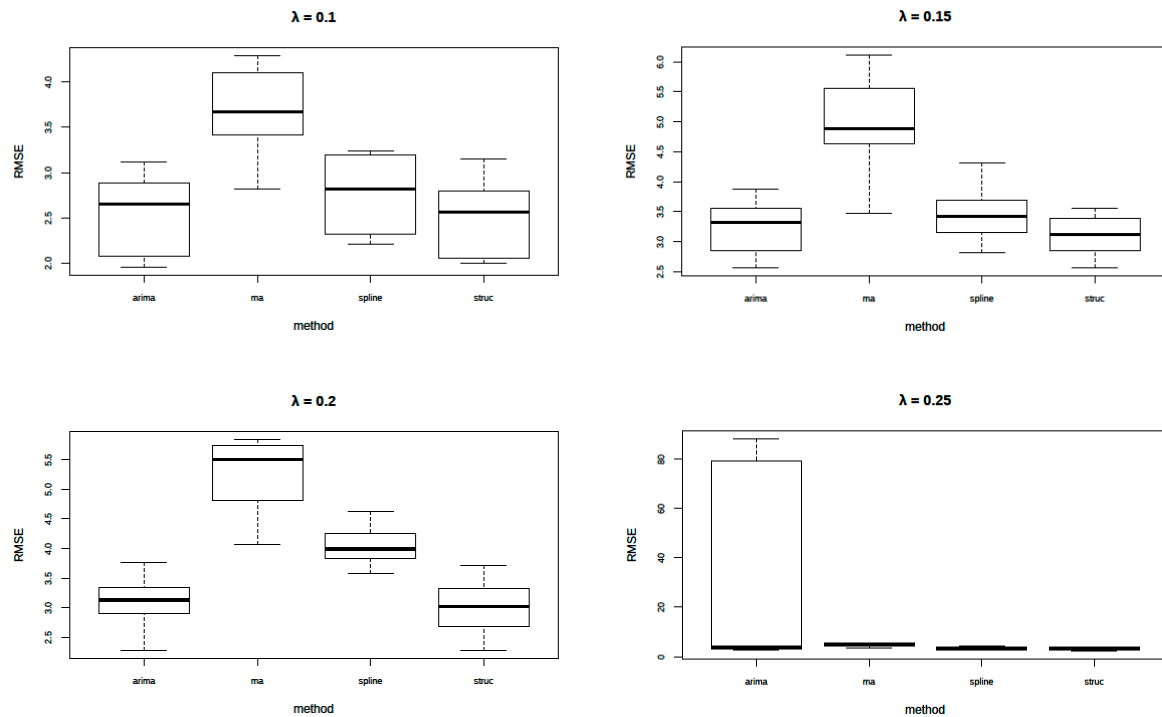 λ = 0.1
RMSE
4.0
3.5
3.0
2.5
2.0
arima
ma
spline
struc
method
λ = 0.15
RMSE
6.0
5.5
5.0
4.5
4.0
3.5
3.0
2.5
arima
ma
spline
struc
method
λ = 0.2
RMSE
5.5
5.0
4.5
4.0
3.5
3.0
2.5
arima
ma
spline
struc
method
λ = 0.25
RMSE
80
60
40
20
0
arima
ma
spline
struc
method